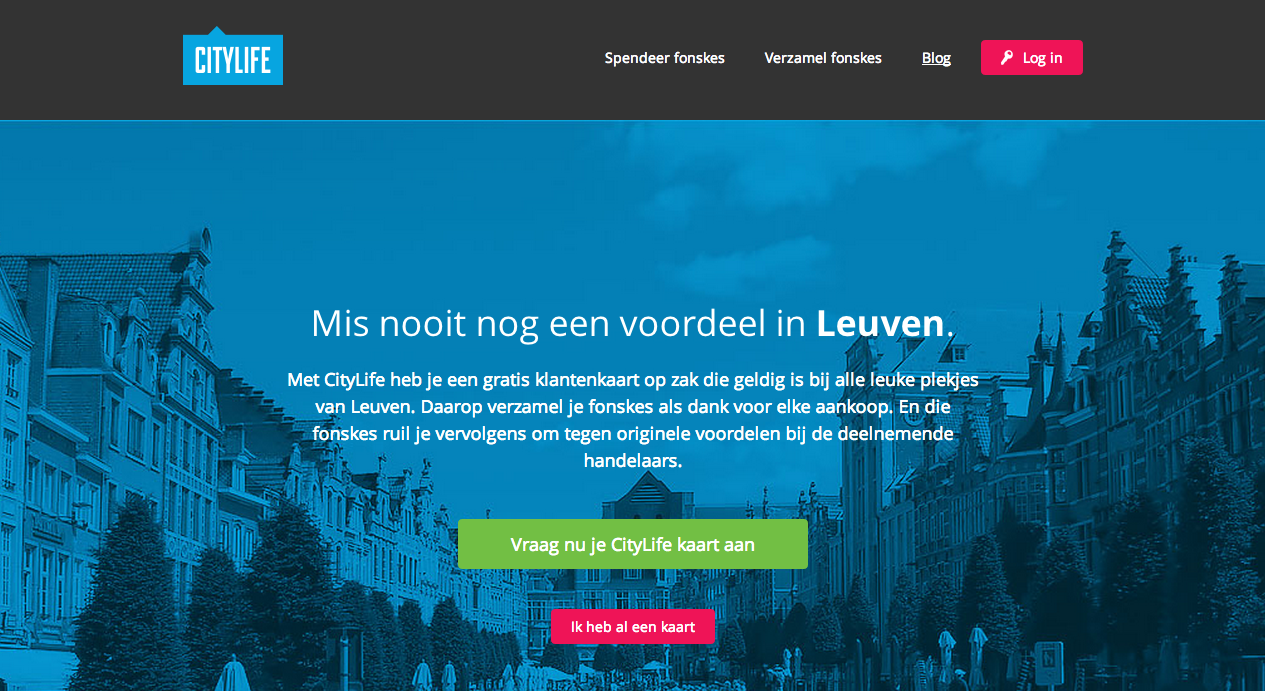 CITYLIFE
Spendeer fonskes
Verzamel fonskes
Blog
Log in
Mis nooit nog een voordeel in Leuven.
Met CityLife heb je een gratis klantenkaart op zak die geldig is bij alle leuke plekjes
van Leuven. Daarop verzamel je fonskes als dank voor elke aankoop. En die
fonskes ruil je vervolgens om tegen originele voordelen bij de deelnemende
handelaars.
Vraag nu je CityLife kaart aan
Ik heb al een kaart